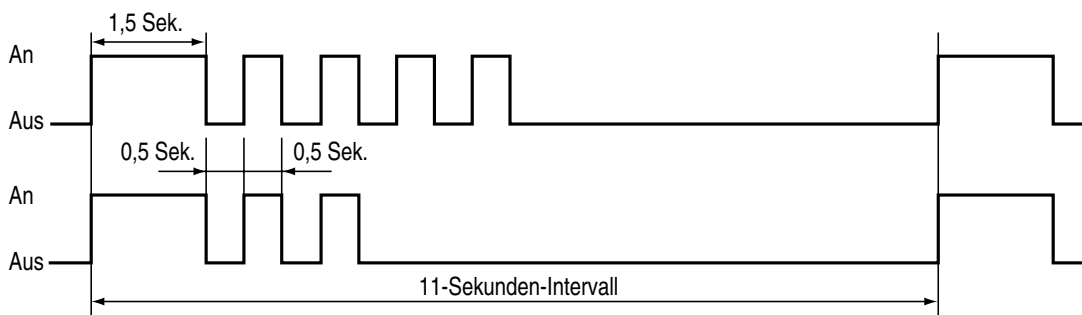 1,5 Sek.
An
Aus
0,5 Sek.
0,5 Sek.
An
Aus
11-Sekunden-Intervall